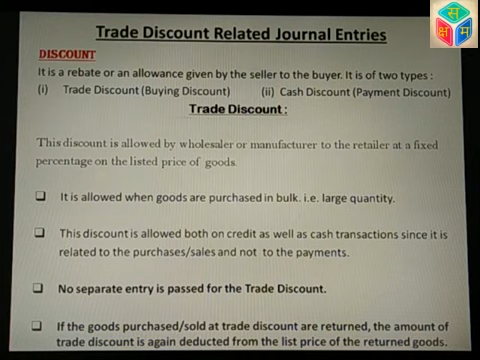 Trade Discount Related Journal Entries
स
क्ष म
DISCOUNT
It is a rebate or an allowance given by the seller to the buyer. It is of two types :
(i) Trade Discount (Buying Discount) (ii) Cash Discount (Payment Discount)
Trade Discount :
This discount is allowed by wholesaler or manufacturer to the retailer at a fixed
percentage on the listed price of goods.
❑ It is allowed when goods are purchased in bulk. i.e. large quantity.
❑ This discount is allowed both on credit as well as cash transactions since it is
related to the purchases/sales and not to the payments.
❑ No separate entry is passed for the Trade Discount.
❑ If the goods purchased/sold at trade discount are returned, the amount of
trade discount is again deducted from the list price of the returned goods.